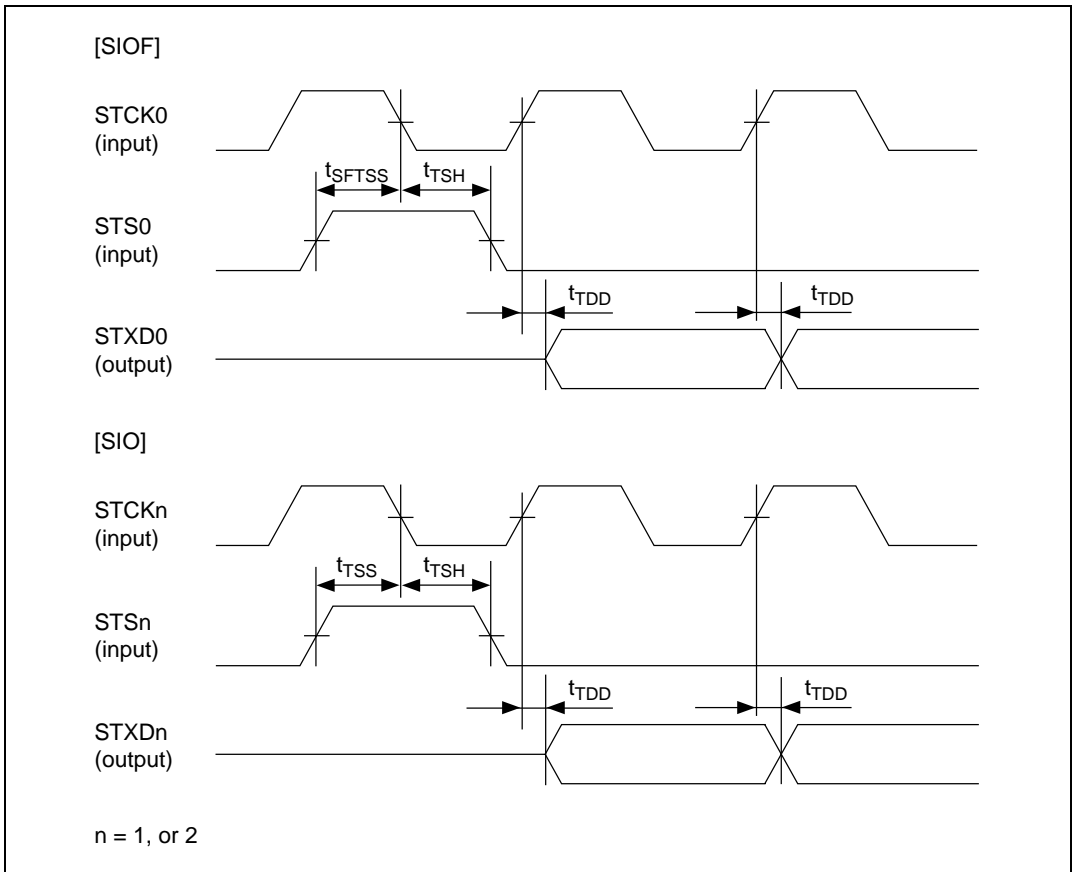 [SIOF]
STCK0
(input)
tSFTSS
tTSH
STS0
(input)
tTDD
tTDD
STXD0
(output)
[SIO]
STCKn
(input)
tTSS
tTSH
STSn
(input)
tTDD
tTDD
STXDn
(output)
n = 1, or 2